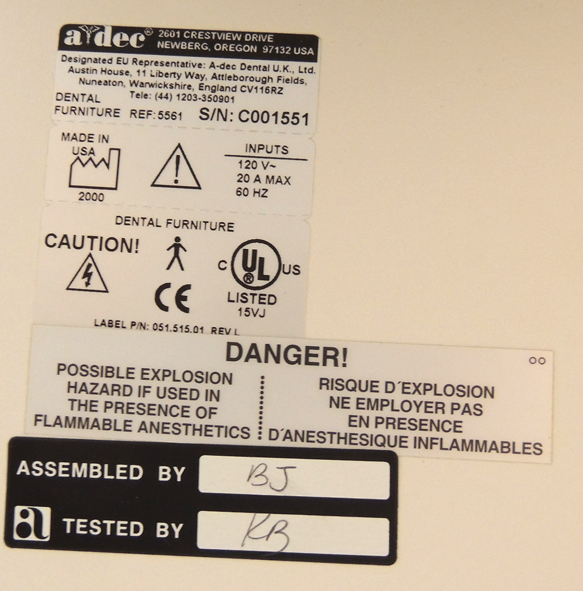 a dec® 2601 CRESTVIEW DRIVE
NEWBERG, OREGON 97132 USA
Designated EU Representative: A-dec Dental U.K., Ltd.
Austin House, 11 Liberty Way, Attleborough Fields,
Nuneaton, Warwickshire, England CV116RZ
Tele: (44) 1203-350901
DENTAL
FURNITURE REF: 5561 S/N: C001551
MADE IN
USA
2000
INPUTS
120 V~
20 A MAX
60 HZ
DENTAL FURNITURE
CAUTION!
C UL® US
LISTED
15VJ
CE
LABEL P/N: 051.515.01 REV L
DANGER!
POSSIBLE EXPLOSION
HAZARD IF USED IN
THE PRESENCE OF
FLAMMABLE ANESTHETICS
RISQUE D´EXPLOSION
NE EMPLOYER PAS
EN PRESENCE
D´ANESTHESIQUE INFLAMMABLES
ASSEMBLED BY BJ
a TESTED BY KB